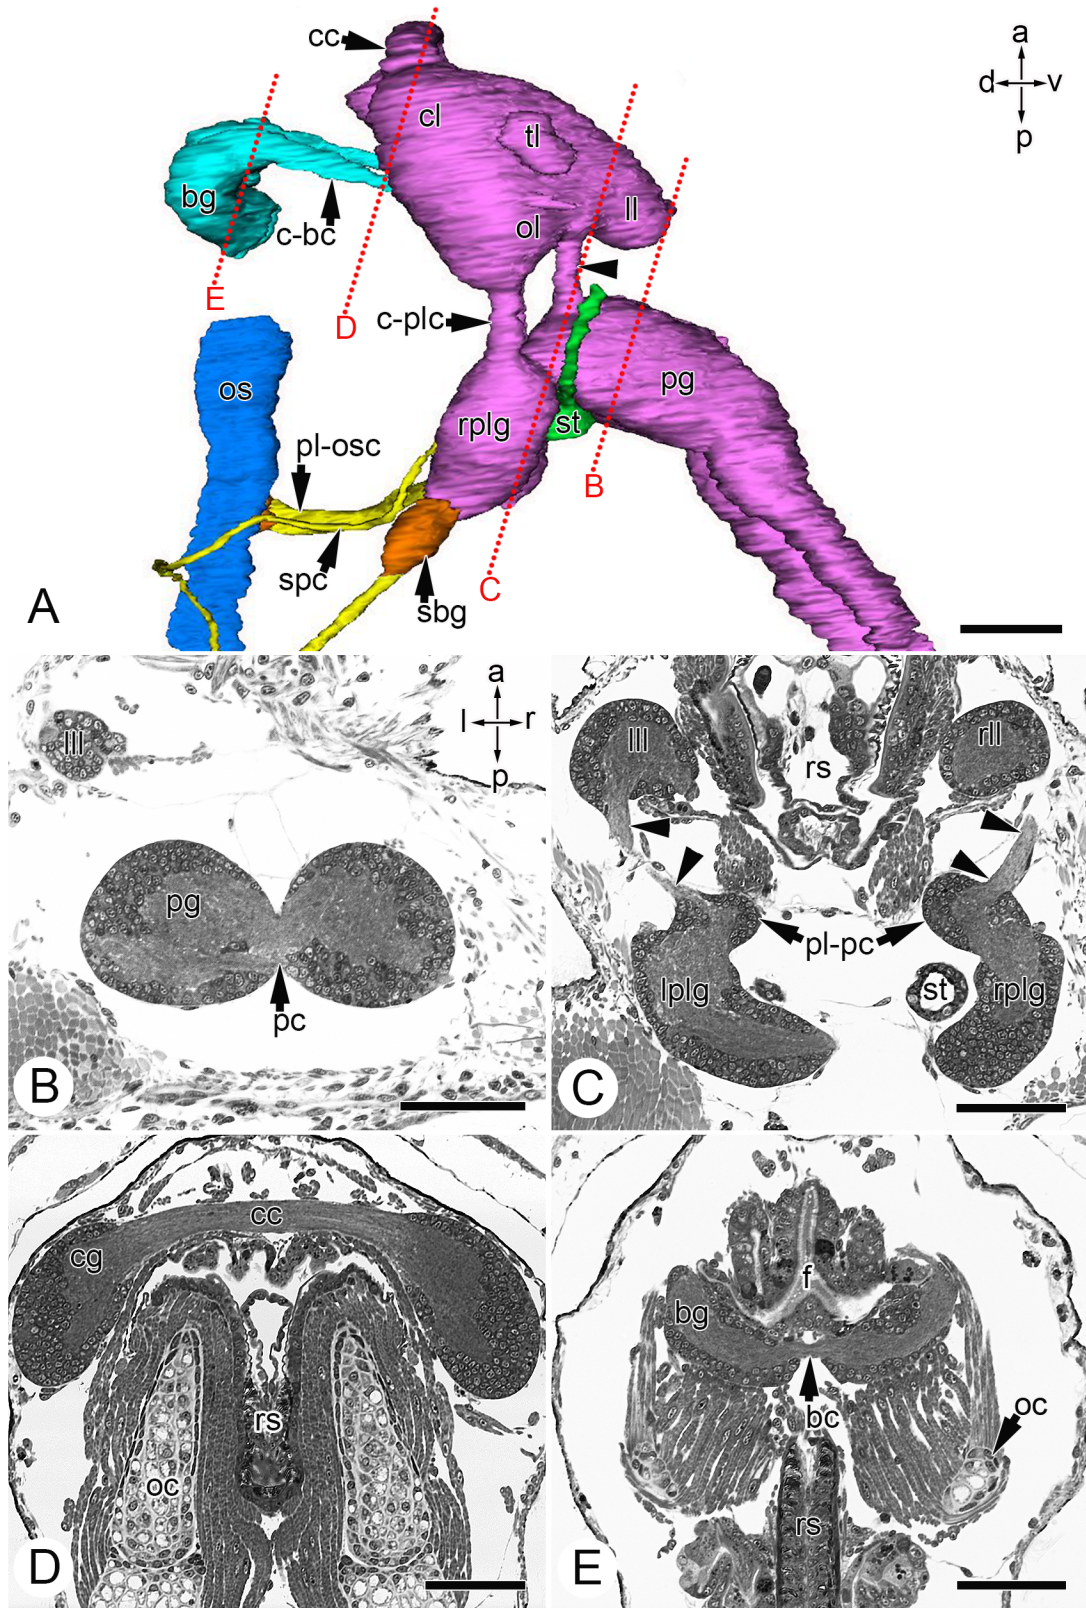 cc
a
d v
p
cl
tl
bg
ll
c-bc
ol
E
D
c-plc
os
pg
rplg
st
pl-osc
B
spc
C
sbg
A
lll
a
l r
p
pg
pc
B
lll
rs
rll
pl-pc
lplg
st
rplg
C
cc
cg
rs
oc
D
f
bg
bc
oc
rs
E